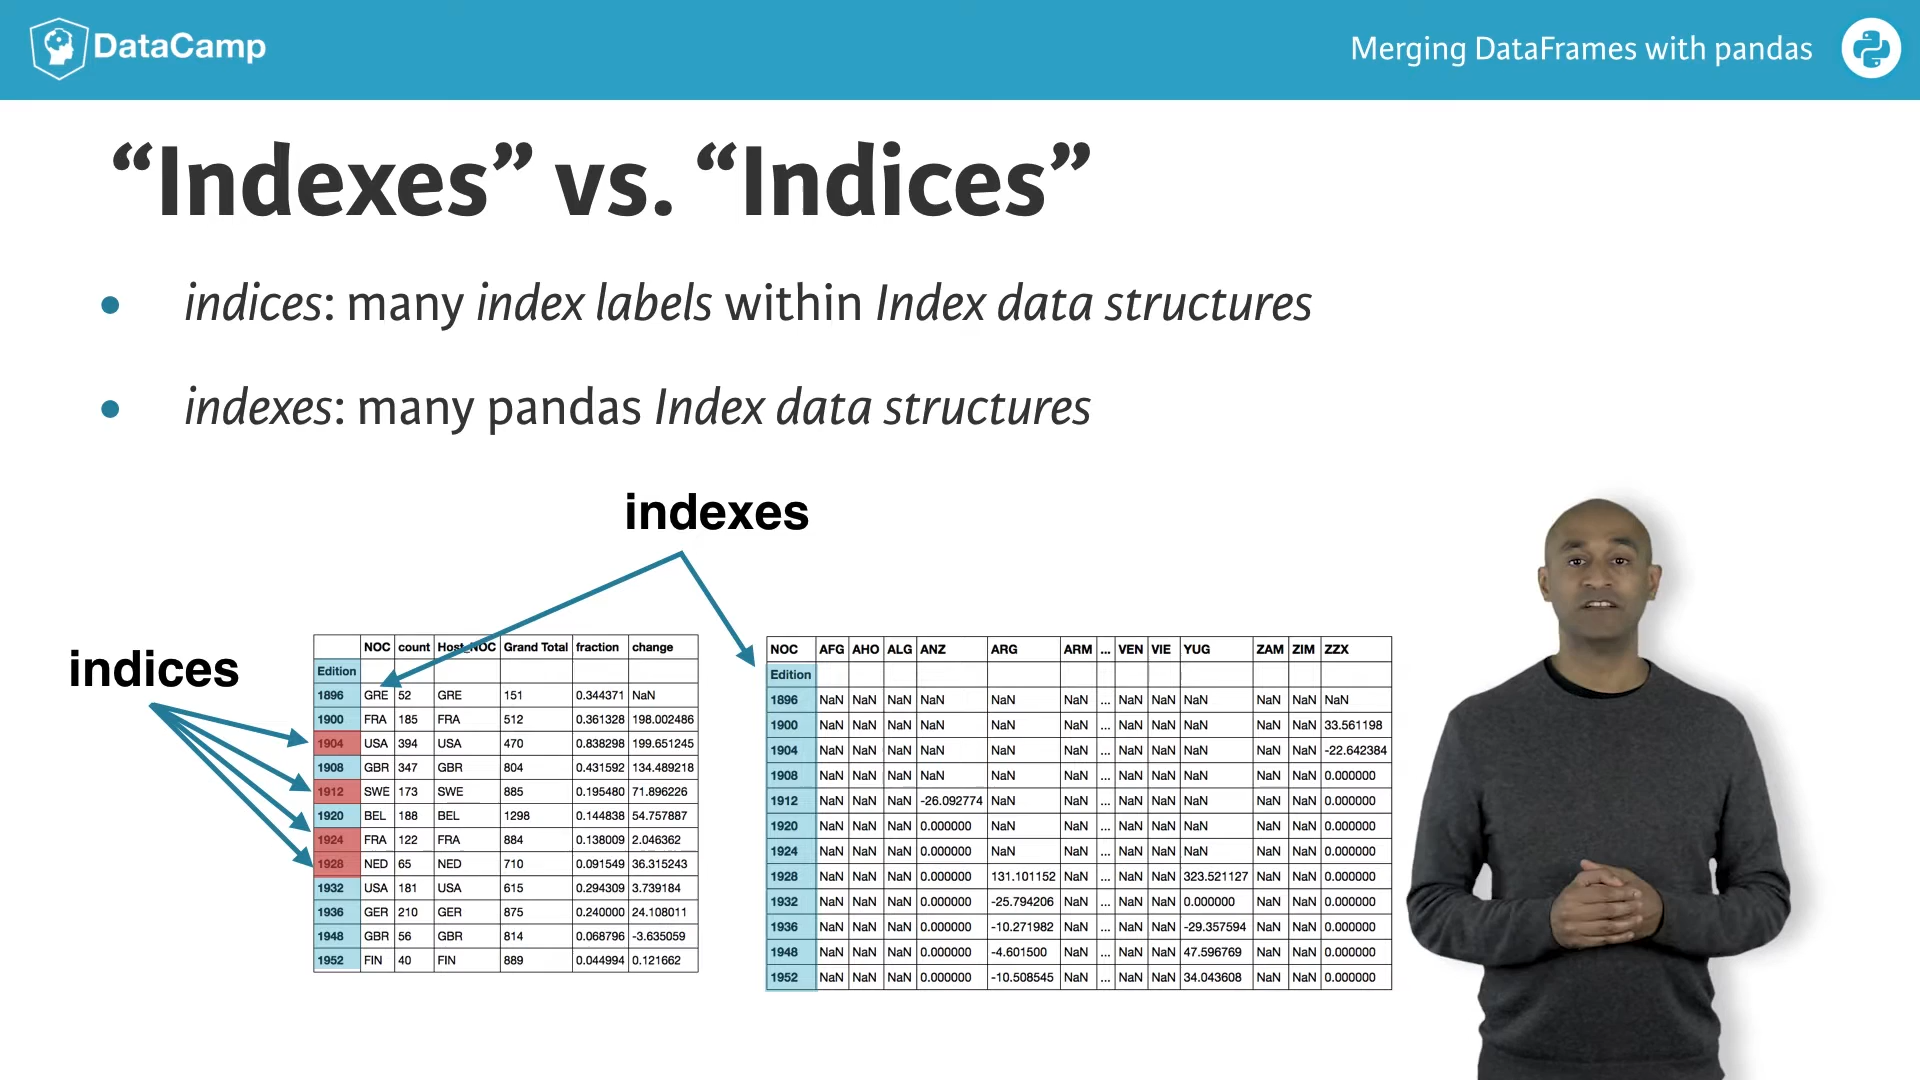 DataCamp
Merging DataFrames with pandas
“Indexes” vs. “Indices”
indices: many index labels within Index data structures
indexes: many pandas Index data structures
indexes
indices
NOC count Host_NOC Grand Total fraction change
Edition
1896 GRE 52 GRE 151 0.344371 NaN
1900 FRA 185 FRA 512 0.361328 198.002486
1904 USA 394 USA 470 0.838298 199.651245
1908 GBR 347 GBR 804 0.431592 134.489218
1912 SWE 173 SWE 885 0.195480 71.896226
1920 BEL 188 BEL 1298 0.144838 54.757887
1924 FRA 122 FRA 884 0.138009 2.046362
1928 NED 65 NED 710 0.091549 36.315243
1932 USA 181 USA 615 0.294309 3.739184
1936 GER 210 GER 875 0.240000 24.108011
1948 GBR 56 GBR 814 0.068796 -3.635059
1952 FIN 40 FIN 889 0.044994 0.121662
NOC AFG AHO ALG ANZ ARG ARM ... VEN VIE YUG ZAM ZIM ZZX
Edition
1896 NaN NaN NaN NaN NaN NaN ... NaN NaN NaN NaN NaN NaN
1900 NaN NaN NaN NaN NaN NaN ... NaN NaN NaN NaN NaN 33.561198
1904 NaN NaN NaN NaN NaN NaN ... NaN NaN NaN NaN NaN -22.642384
1908 NaN NaN NaN NaN NaN NaN ... NaN NaN NaN NaN NaN 0.000000
1912 NaN NaN NaN -26.092774 NaN NaN ... NaN NaN NaN NaN NaN 0.000000
1920 NaN NaN NaN 0.000000 NaN NaN ... NaN NaN NaN NaN NaN 0.000000
1924 NaN NaN NaN 0.000000 NaN NaN ... NaN NaN NaN NaN NaN 0.000000
1928 NaN NaN NaN 0.000000 131.101152 NaN ... NaN NaN 323.521127 NaN NaN 0.000000
1932 NaN NaN NaN 0.000000 -25.794206 NaN ... NaN NaN 0.000000 NaN NaN 0.000000
1936 NaN NaN NaN 0.000000 -10.271982 NaN ... NaN NaN -29.357594 NaN NaN 0.000000
1948 NaN NaN NaN 0.000000 -4.601500 NaN ... NaN NaN 47.596769 NaN NaN 0.000000
1952 NaN NaN NaN 0.000000 -10.508545 NaN ... NaN NaN 34.043608 NaN NaN 0.000000